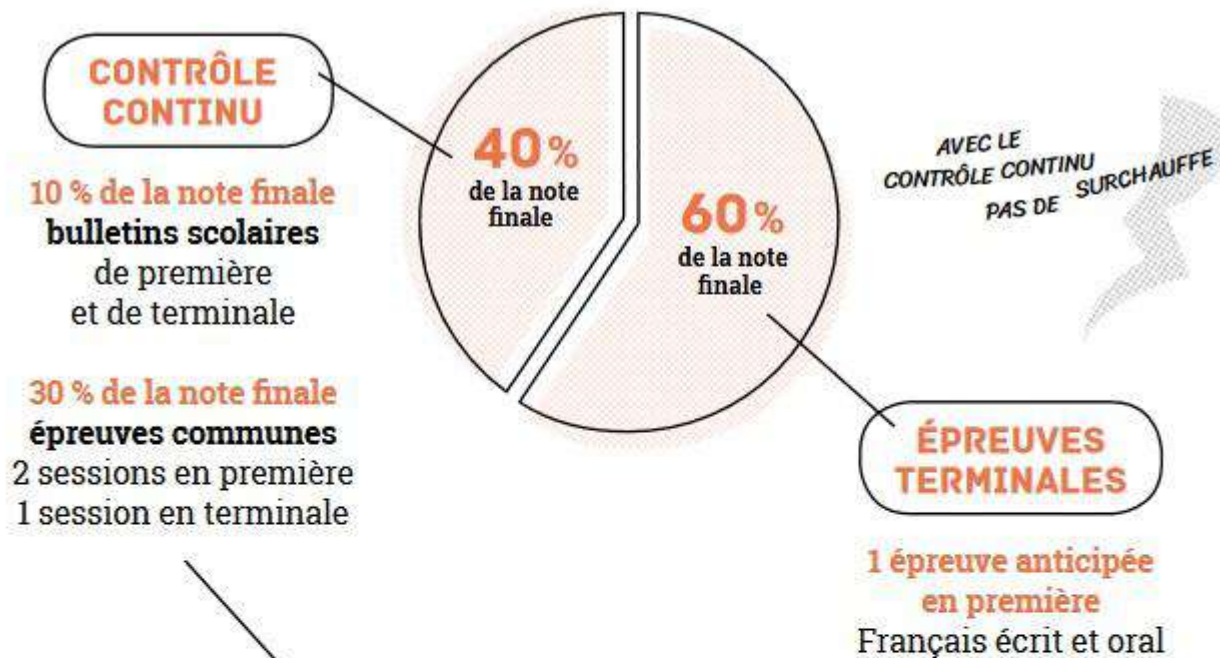 CONTRÔLE
CONTINU
10 % de la note finale
bulletins scolaires
de première
et de terminale
30 % de la note finale
épreuves communes
2 sessions en première
1 session en terminale
40 %
de la note
finale
60 %
de la note
finale
AVEC LE
CONTRÔLE CONTINU
PAS DE SURCHAUFFE
ÉPREUVES
TERMINALES
1 épreuve anticipée
en première
Français écrit et oral